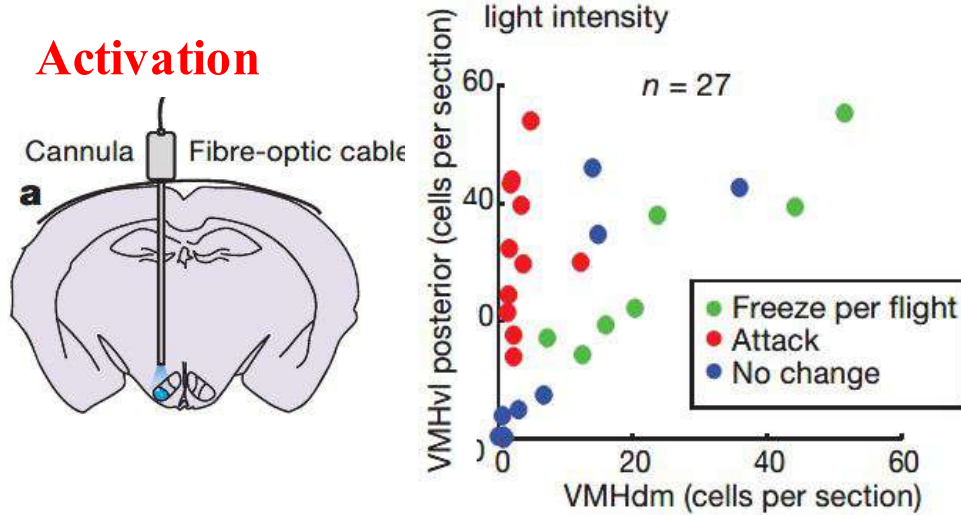 Activation
Cannula
Fibre-optic cable
a
light intensity
n = 27
60
40
0
0
VMHvl posterior (cells per section)
Freeze per flight
Attack
No change
0
20
40
60
VMHdm (cells per section)